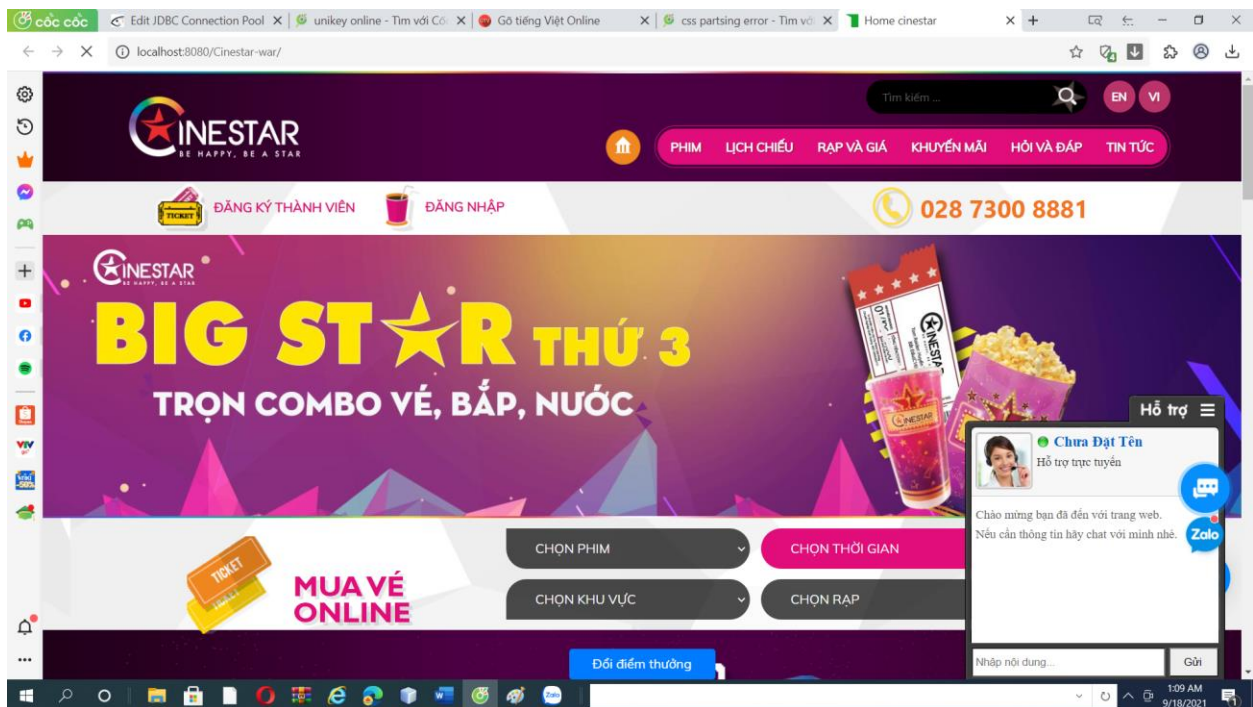 cốc cốc
Edit JDBC Connection Pool
unikey online - Tìm với Cố
Gõ tiếng Việt Online
css partsing error - Tìm vớ
Home cinestar
localhost:8080/Cinestar-war/
CINESTAR
BE HAPPY, BE A STAR
Tìm kiếm ...
EN
VI
PHIM
LỊCH CHIẾU
RẠP VÀ GIÁ
KHUYẾN MÃI
HỎI VÀ ĐÁP
TIN TỨC
TICKET
ĐĂNG KÝ THÀNH VIÊN
ĐĂNG NHẬP
028 7300 8881
CINESTAR
BE HAPPY, BE A STAR
BIG STAR THỨ 3
TRỌN COMBO VÉ, BẮP, NƯỚC
CINESTAR
Hỗ trợ
Chưa Đặt Tên
Hỗ trợ trực tuyến
Chào mừng bạn đã đến với trang web.
Nếu cần thông tin hãy chat với mình nhé.
Zalo
TICKET
MUA VÉ
ONLINE
CHỌN PHIM
CHỌN THỜI GIAN
CHỌN KHU VỰC
CHỌN RẠP
Đổi điểm thưởng
Nhập nội dung...
Gửi
1:09 AM
9/18/2021